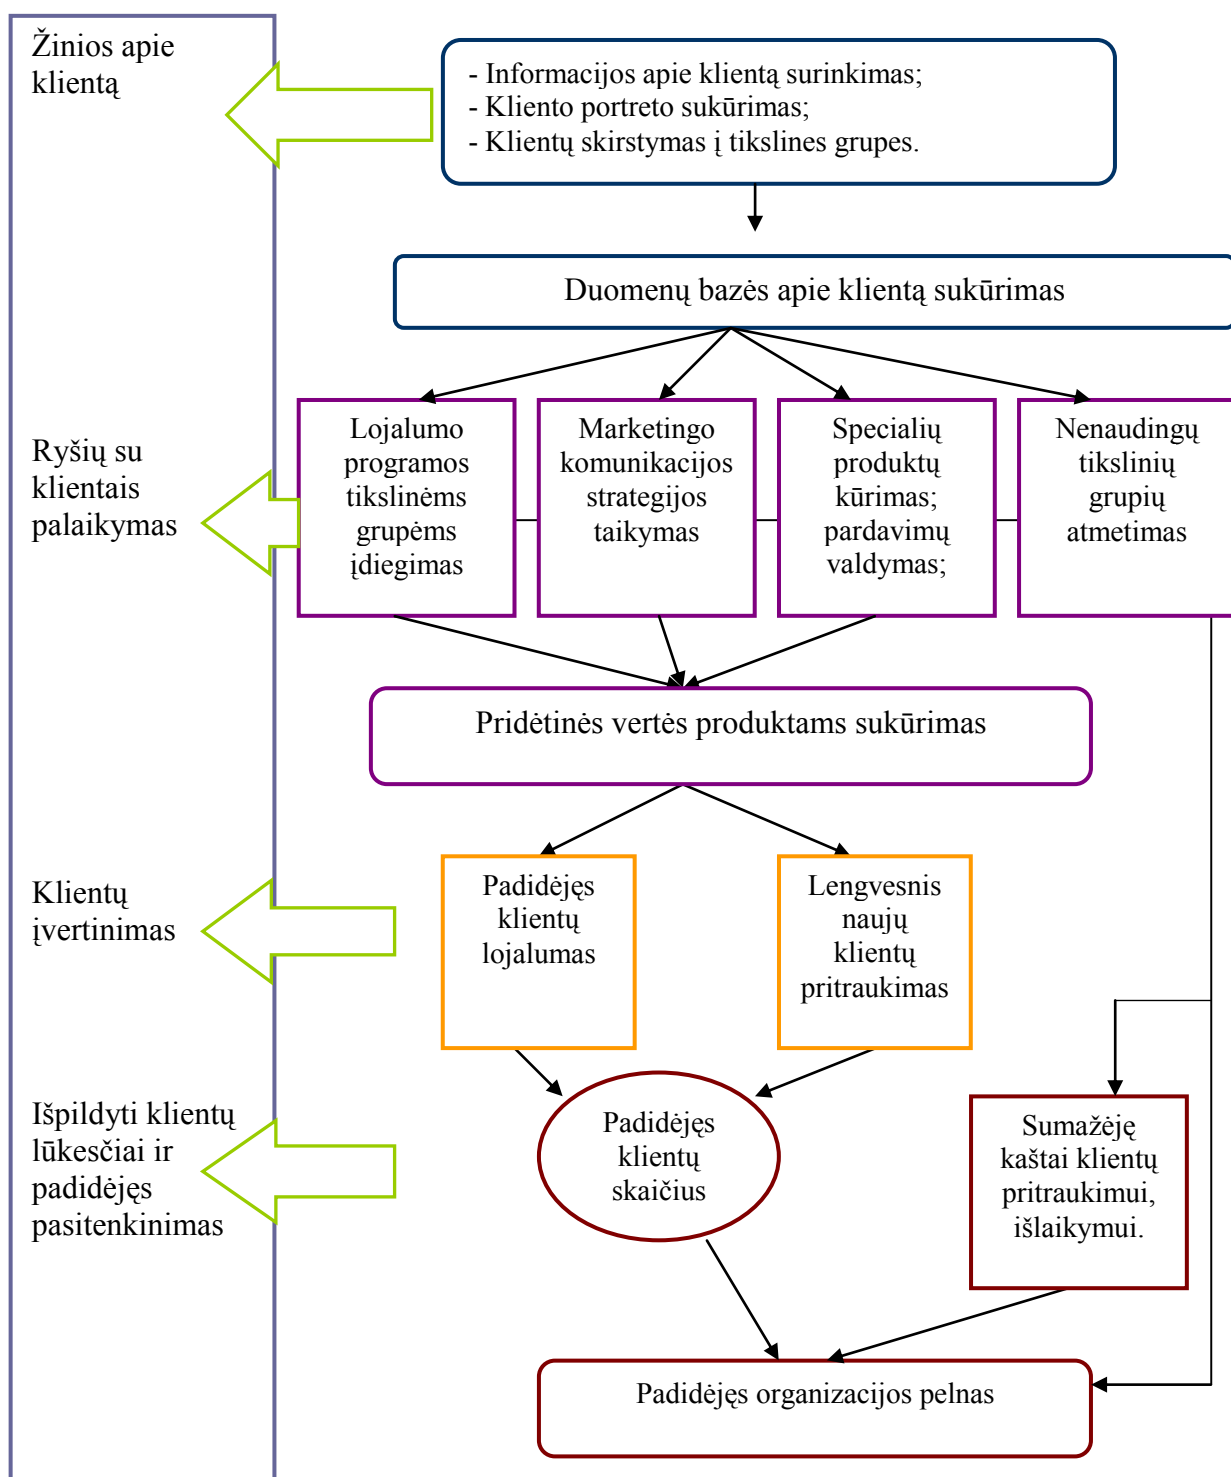 Žinios apie
klientą
- Informacijos apie klientą surinkimas;
- Kliento portreto sukūrimas;
- Klientų skirstymas į tikslines grupes.
Duomenų bazės apie klientą sukūrimas
Ryšių su
klientais
palaikymas
Lojalumo
programos
tikslinėms
grupėms
įdiegimas
Marketingo
komunikacijos
strategijos
taikymas
Specialių
produktų
kūrimas;
pardavimų
valdymas;
Nenaudingų
tikslinių
grupių
atmetimas
Pridėtinės vertės produktams sukūrimas
Klientų
įvertinimas
Padidėjęs
klientų
lojalumas
Lengvesnis
naujų
klientų
pritraukimas
Išpildyti klientų
lūkesčiai ir
padidėjęs
pasitenkinimas
Padidėjęs
klientų
skaičius
Sumažėję
kaštai klientų
pritraukimui,
išlaikymui.
Padidėjęs organizacijos pelnas